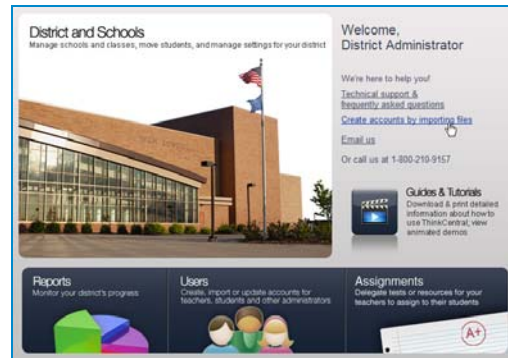 District and Schools
Manage schools and classes, move students, and manage settings for your district
Welcome,
District Administrator
We're here to help you!
Technical support &
frequently asked questions
Create accounts by importing files
Email us
Or call us at 1-800-219-9157
Guides & Tutorials
Download & print detailed
information about how to
use ThinkCentral, view
animated demos
Reports
Monitor your district's progress
Users
Create, import or update accounts for
teachers, students and other administrators
Assignments
Delegate tests or resources for your
teachers to assign to their students
A+